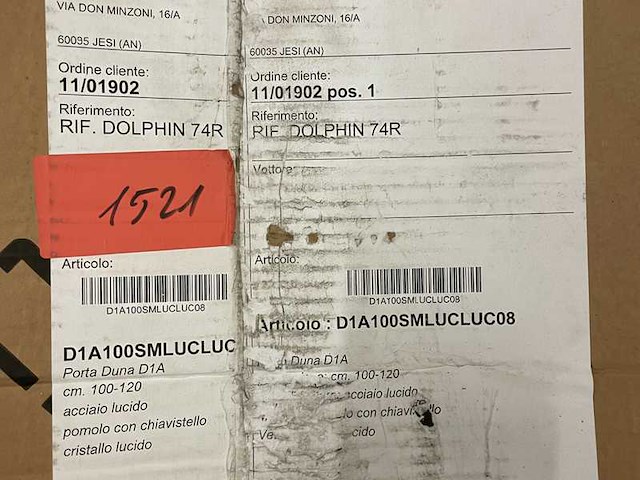 VIA DON MINZONI, 16/A
60035 JESI (AN)
Ordine cliente:
11/01902
Riferimento:
RIF. DOLPHIN 74R
1521
Articolo:
D1A100SMLUCLUC08
D1A100SMLUCLUC
Porta Duna D1A
cm. 100-120
acciaio lucido
pomolo con chiavistello
cristallo lucido
DON MINZONI, 16/A
60035 JESI (AN)
Ordine cliente:
11/01902 pos. 1
Riferimento:
RIF. DOLPHIN 74R
Vettore
Articolo:
D1A100SMLUCLUC08
Articolo : D1A100SMLUCLUC08
Duna D1A
cm. 100-120
acciaio lucido
con chiavistello